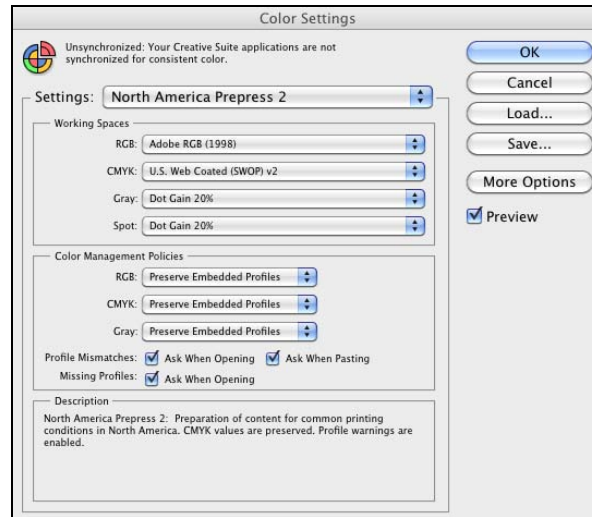 Color Settings
Unsynchronized: Your Creative Suite applications are not
synchronized for consistent color.
OK
Cancel
Settings: North America Prepress 2
Load...
Working Spaces
RGB: Adobe RGB (1998)
Save...
CMYK: U.S. Web Coated (SWOP) v2
More Options
Gray: Dot Gain 20%
Preview
Spot: Dot Gain 20%
Color Management Policies
RGB: Preserve Embedded Profiles
CMYK: Preserve Embedded Profiles
Gray: Preserve Embedded Profiles
Profile Mismatches: Ask When Opening Ask When Pasting
Missing Profiles: Ask When Opening
Description
North America Prepress 2: Preparation of content for common printing
conditions in North America. CMYK values are preserved. Profile warnings are
enabled.